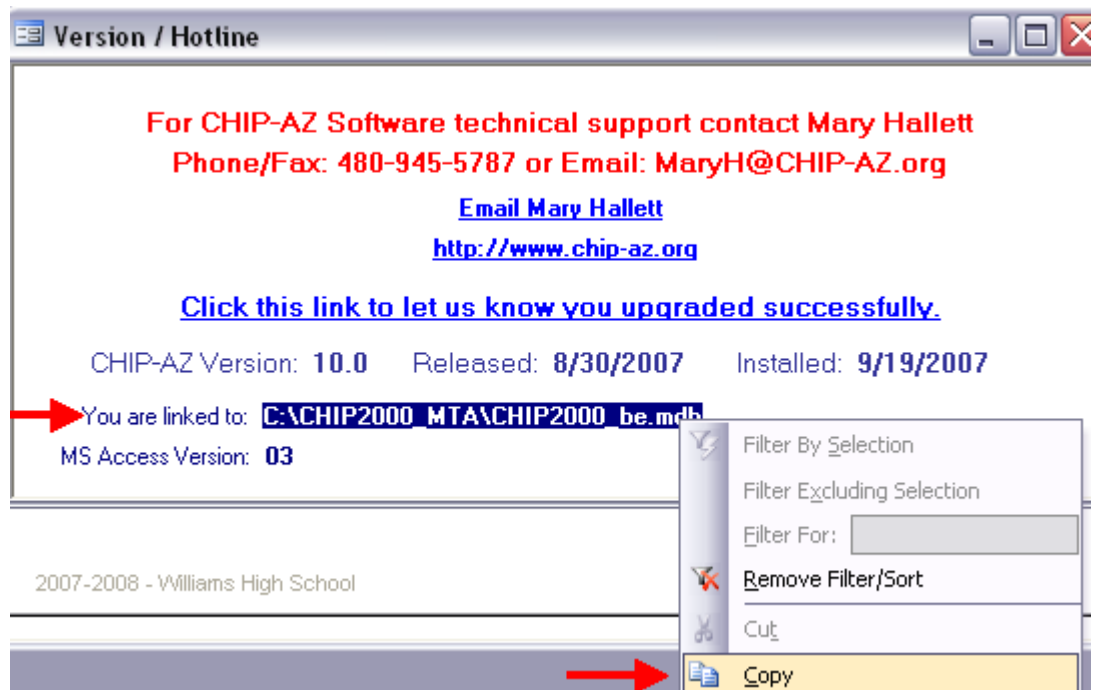 Version / Hotline
For CHIP-AZ Software technical support contact Mary Hallett
Phone/Fax: 480-945-5787 or Email: MaryH@CHIP-AZ.org
Email Mary Hallett
http://www.chip-az.org
Click this link to let us know you upgraded successfully.
CHIP-AZ Version: 10.0 Released: 8/30/2007 Installed: 9/19/2007
You are linked to: C:\CHIP2000_MTA\CHIP2000_be.mdb
MS Access Version: 03
Filter By Selection
Filter Excluding Selection
Filter For:
Remove Filter/Sort
Cut
Copy
2007-2008 - Williams High School